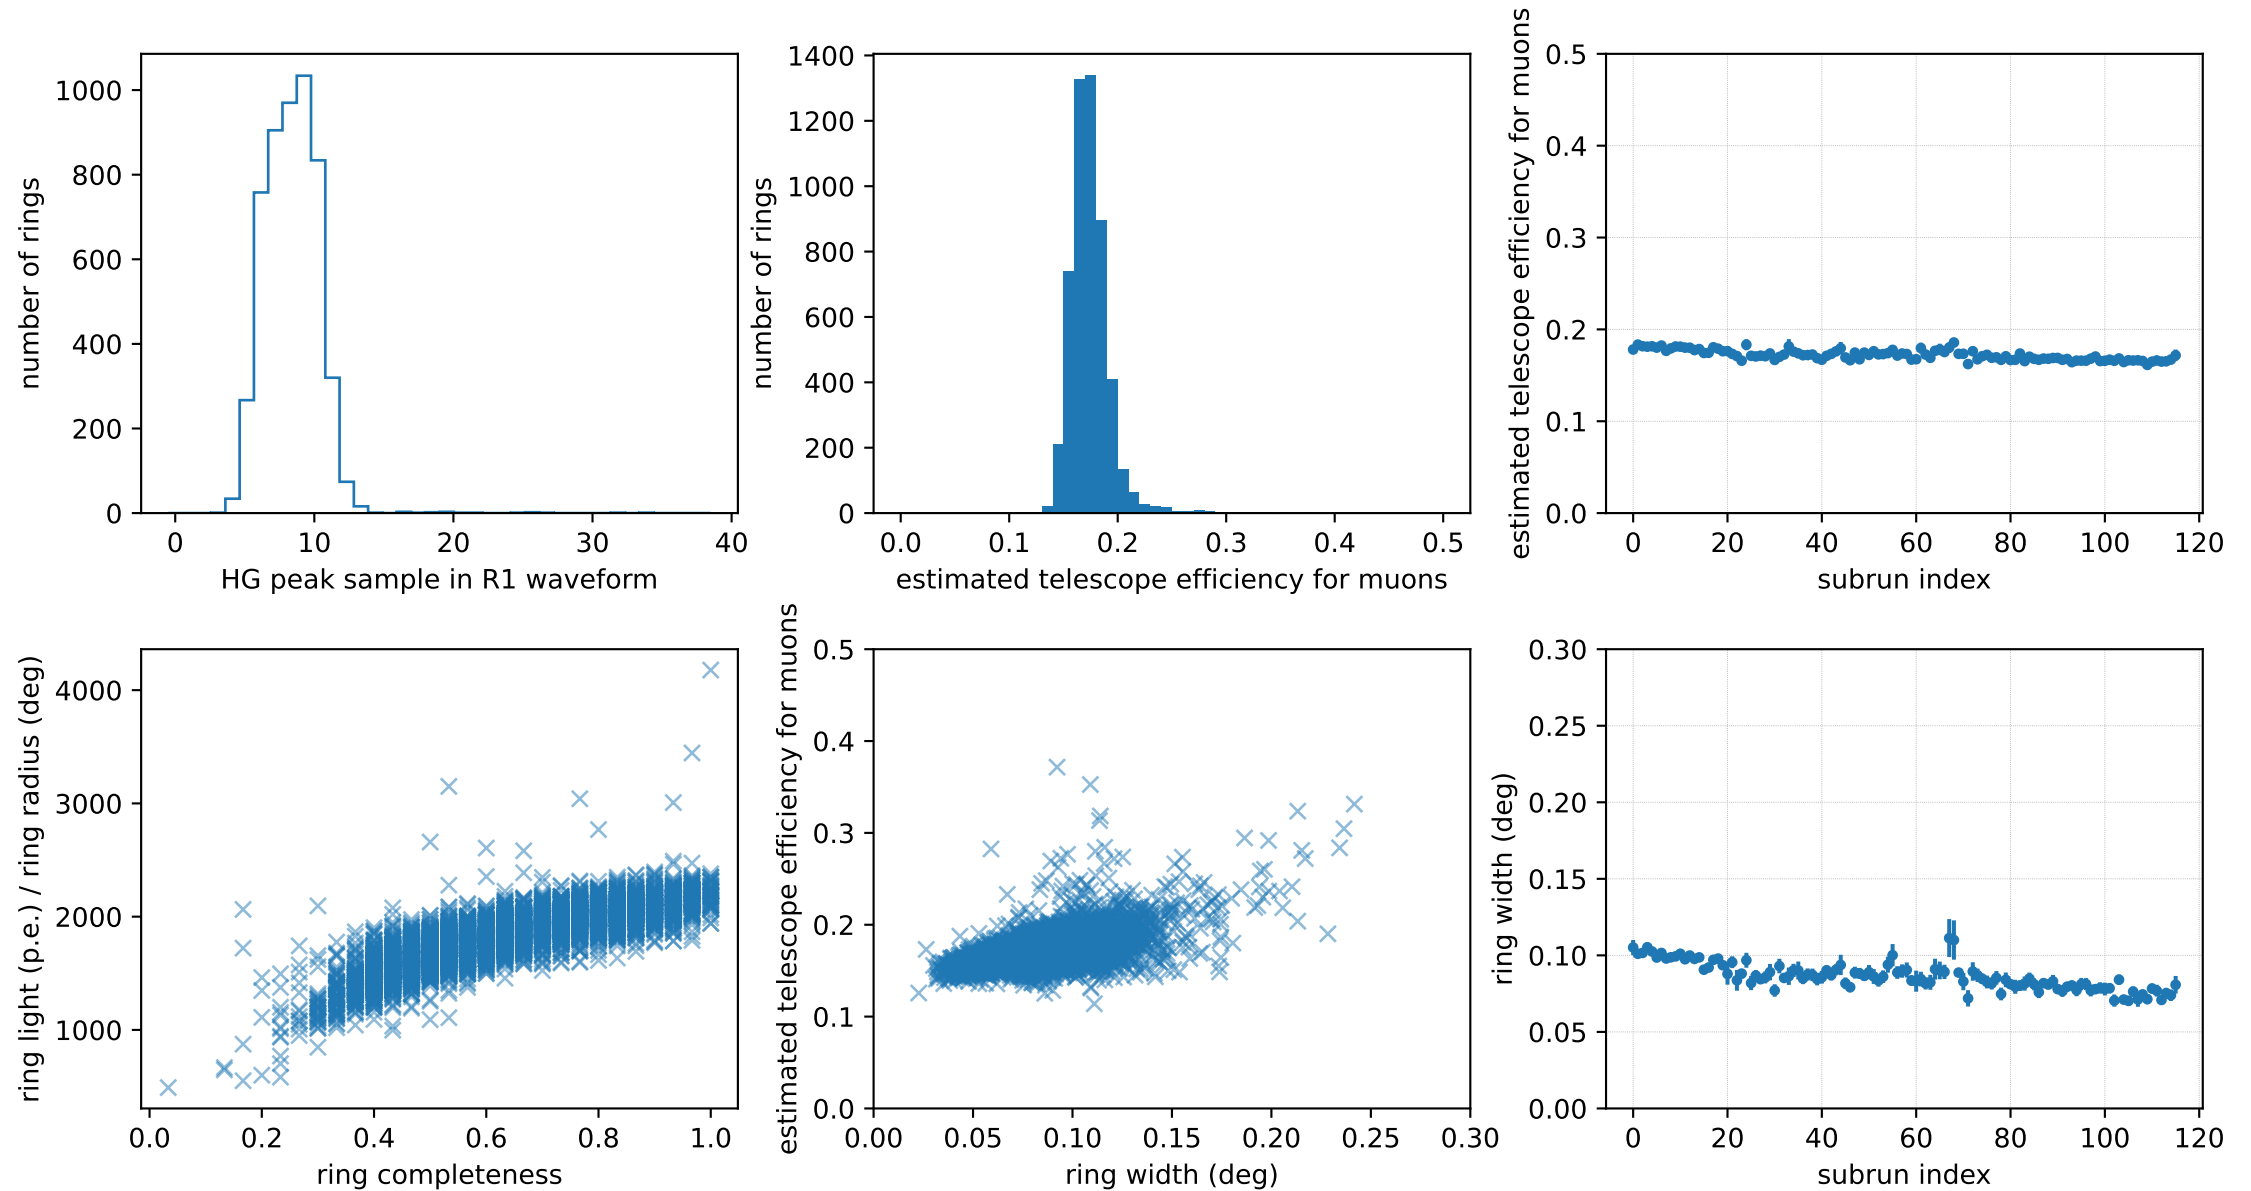 number of rings
1000
800
600
400
200
0
0 10 20 30 40
HG peak sample in R1 waveform
number of rings
1400
1200
1000
800
600
400
200
0
0.0 0.1 0.2 0.3 0.4 0.5
estimated telescope efficiency for muons
estimated telescope efficiency for muons
0.5
0.4
0.3
0.2
0.1
0.0
0 20 40 60 80 100 120
subrun index
ring light (p.e.) / ring radius (deg)
4000
3000
2000
1000
0.0 0.2 0.4 0.6 0.8 1.0
ring completeness
estimated telescope efficiency for muons
0.5
0.4
0.3
0.2
0.1
0.0
0.00 0.05 0.10 0.15 0.20 0.25 0.30
ring width (deg)
ring width (deg)
0.30
0.25
0.20
0.15
0.10
0.05
0.00
0 20 40 60 80 100 120
subrun index